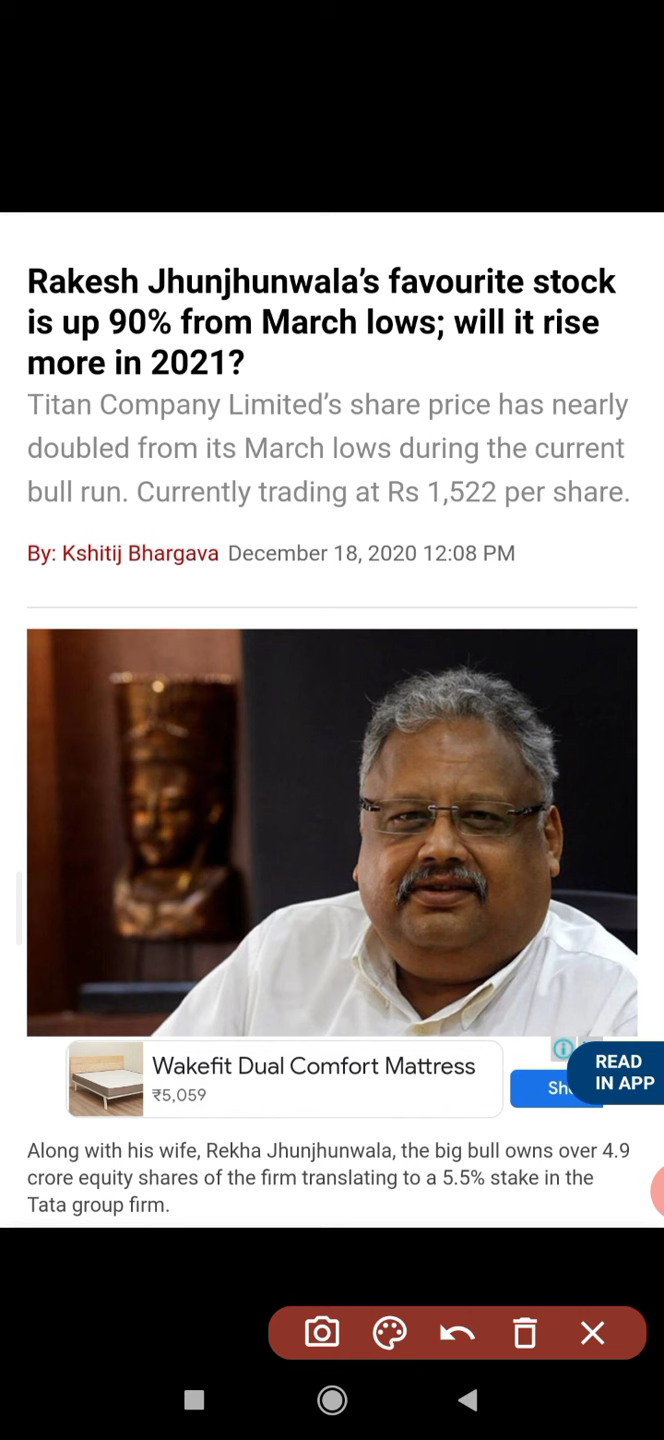 Rakesh Jhunjhunwala’s favourite stock
is up 90% from March lows; will it rise
more in 2021?
Titan Company Limited’s share price has nearly
doubled from its March lows during the current
bull run. Currently trading at Rs 1,522 per share.
By: Kshitij Bhargava December 18, 2020 12:08 PM
Wakefit Dual Comfort Mattress
₹5,059
READ
IN APP
Along with his wife, Rekha Jhunjhunwala, the big bull owns over 4.9
crore equity shares of the firm translating to a 5.5% stake in the
Tata group firm.